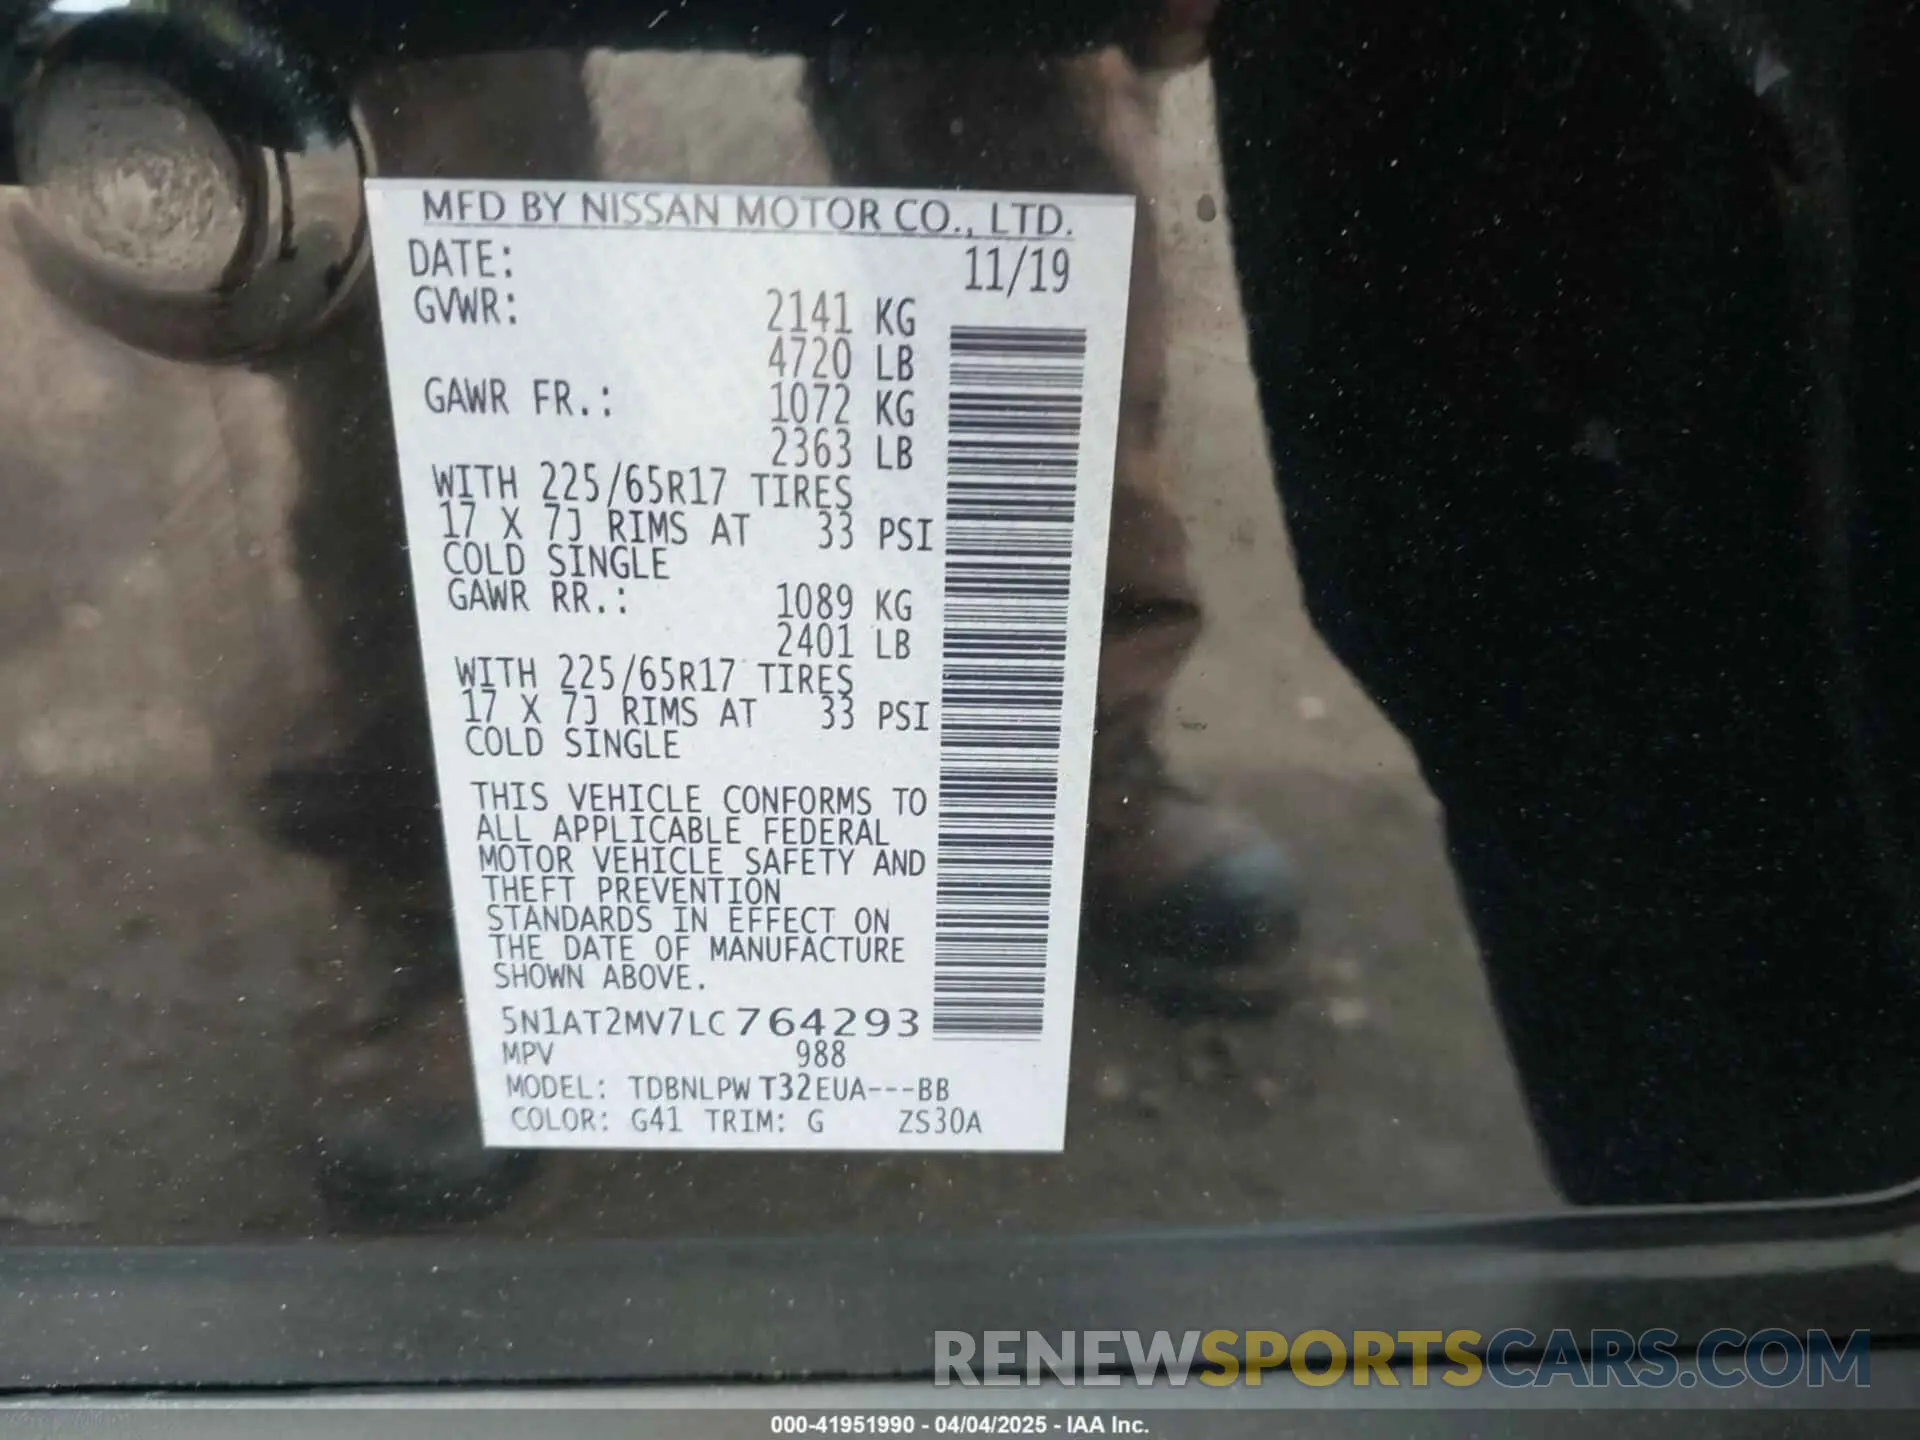 MFD BY NISSAN MOTOR CO., LTD.
DATE: 11/19
GVWR: 2141 KG
4720 LB
GAWR FR.: 1072 KG
2363 LB
WITH 225/65R17 TIRES
17 X 7J RIMS AT 33 PSI
COLD SINGLE
GAWR RR.: 1089 KG
2401 LB
WITH 225/65R17 TIRES
17 X 7J RIMS AT 33 PSI
COLD SINGLE
THIS VEHICLE CONFORMS TO
ALL APPLICABLE FEDERAL
MOTOR VEHICLE SAFETY AND
THEFT PREVENTION
STANDARDS IN EFFECT ON
THE DATE OF MANUFACTURE
SHOWN ABOVE.
5N1AT2MV7LC764293
MPV 988
MODEL: TDBNLPW T32EUA---BB
COLOR: G41 TRIM: G ZS30A
RENEWSPORTSCARS.COM
000-41951990 - 04/04/2025 - IAA Inc.